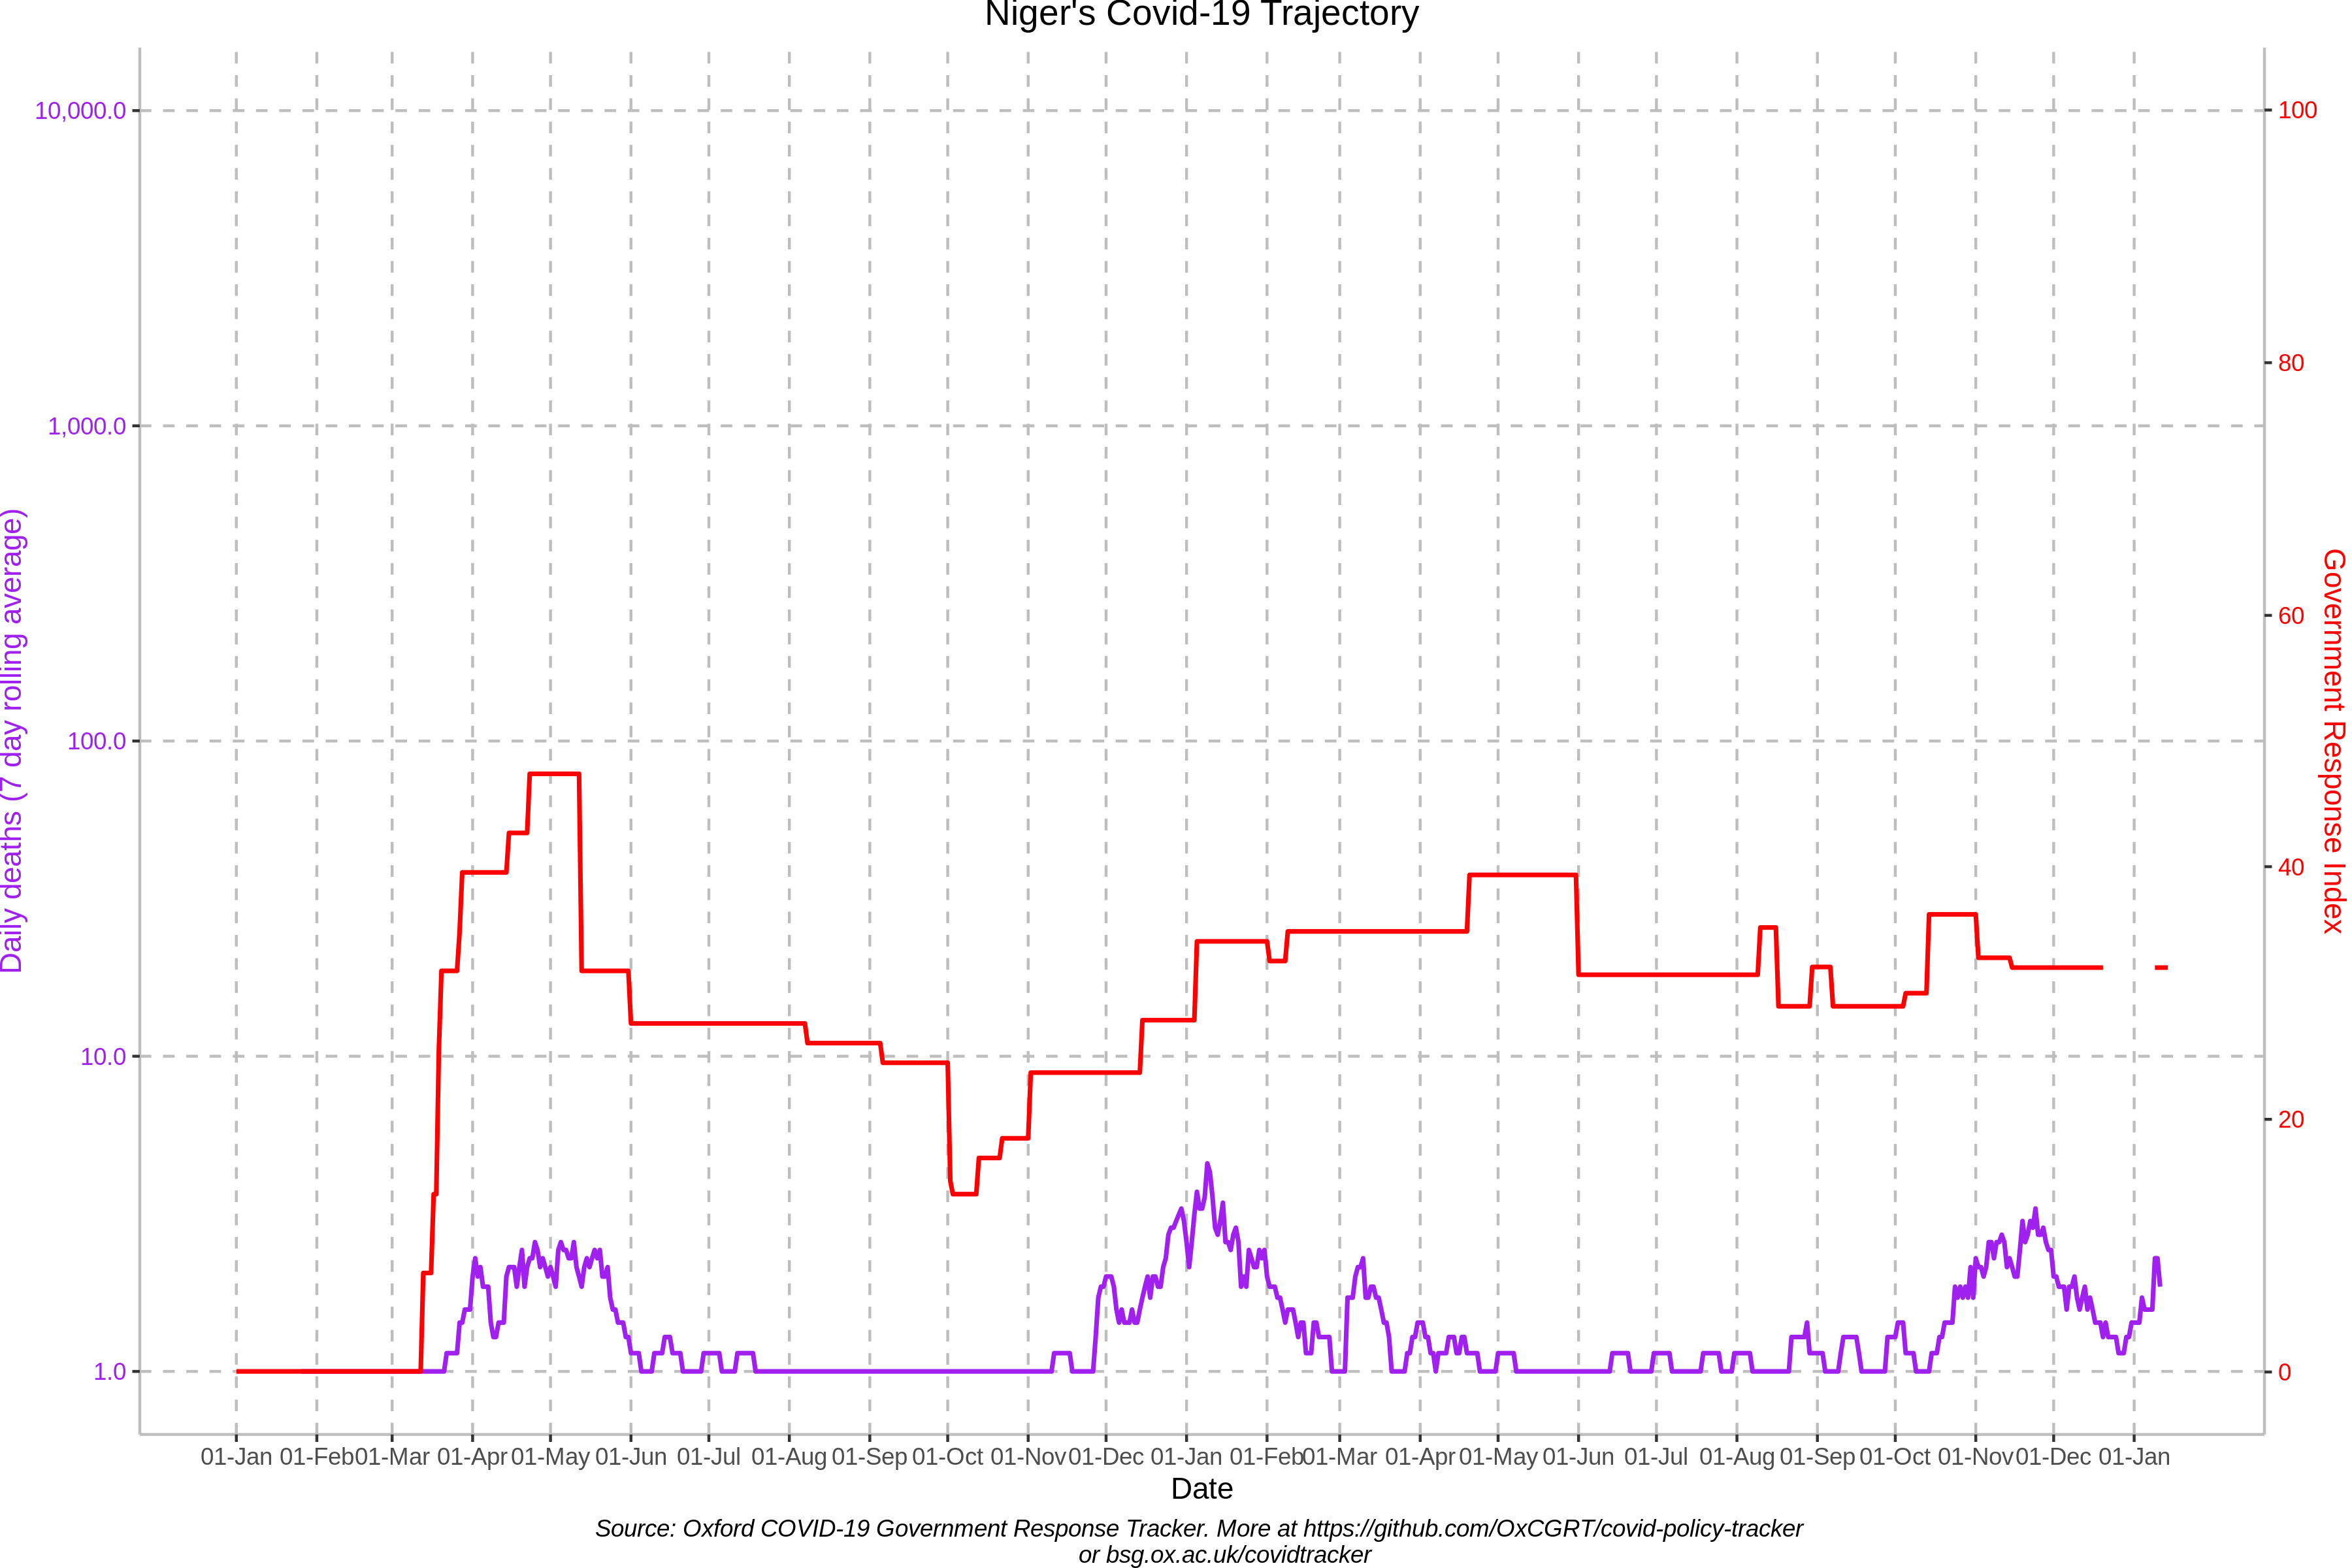 Niger's Covid-19 Trajectory
10,000.0
1,000.0
100.0
10.0
1.0
Daily deaths (7 day rolling average)
100
80
60
40
20
0
Government Response Index
01-Jan 01-Feb 01-Mar 01-Apr 01-May 01-Jun 01-Jul 01-Aug 01-Sep 01-Oct 01-Nov 01-Dec 01-Jan 01-Feb 01-Mar 01-Apr 01-May 01-Jun 01-Jul 01-Aug 01-Sep 01-Oct 01-Nov 01-Dec 01-Jan
Date
Source: Oxford COVID-19 Government Response Tracker. More at https://github.com/OxCGRT/covid-policy-tracker
or bsg.ox.ac.uk/covidtracker